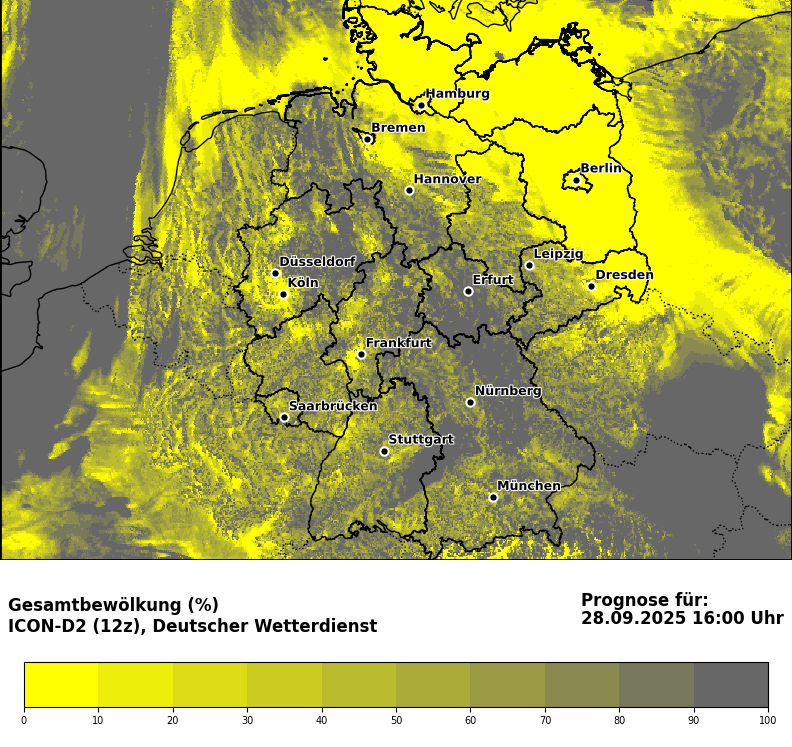 Hamburg
Bremen
Berlin
Hannover
Leipzig
Düsseldorf
Dresden
Köln
Erfurt
Frankfurt
Nürnberg
Saarbrücken
Stuttgart
München
Gesamtbewölkung (%)
ICON-D2 (12z), Deutscher Wetterdienst
Prognose für:
28.09.2025 16:00 Uhr
0 10 20 30 40 50 60 70 80 90 100